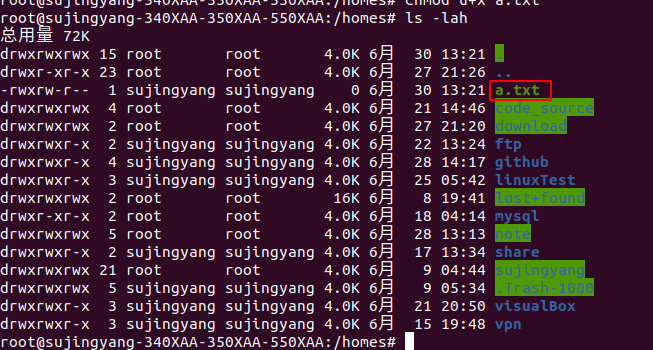 root@sujingyang-340XAA-350XAA-550XAA:/homes# chmod u+x a.txt
root@sujingyang-340XAA-350XAA-550XAA:/homes# ls -lah
总用量 72K
drwxrwxrwx 15 root       root       4.0K 6月  30 13:21 .
drwxr-xr-x 23 root       root       4.0K 6月  27 21:26 ..
-rwxrw-r--  1 sujingyang sujingyang    0 6月  30 13:21 a.txt
drwxrwxrwx  4 root       root       4.0K 6月  21 14:46 code_source
drwxrwxrwx  2 root       root       4.0K 6月  27 21:20 download
drwxrwxr-x  2 sujingyang sujingyang 4.0K 6月  22 13:24 ftp
drwxrwxr-x  4 sujingyang sujingyang 4.0K 6月  28 14:17 github
drwxrwxr-x  3 sujingyang sujingyang 4.0K 6月  25 05:42 linuxTest
drwxrwxrwx  2 root       root        16K 6月   8 19:41 lost+found
drwxr-xr-x  2 root       root       4.0K 6月  18 04:14 mysql
drwxrwxrwx  5 root       root       4.0K 6月  28 13:13 note
drwxrwxr-x  2 sujingyang sujingyang 4.0K 6月  17 13:34 share
drwxrwxrwx 21 root       root       4.0K 6月   9 04:44 sujingyang
drwxrwxrwx  5 sujingyang sujingyang 4.0K 6月   9 05:34 .Trash-1000
drwxrwxr-x  3 sujingyang sujingyang 4.0K 6月  21 20:50 visualBox
drwxrwxr-x  3 sujingyang sujingyang 4.0K 6月  15 19:48 vpn
root@sujingyang-340XAA-350XAA-550XAA:/homes#